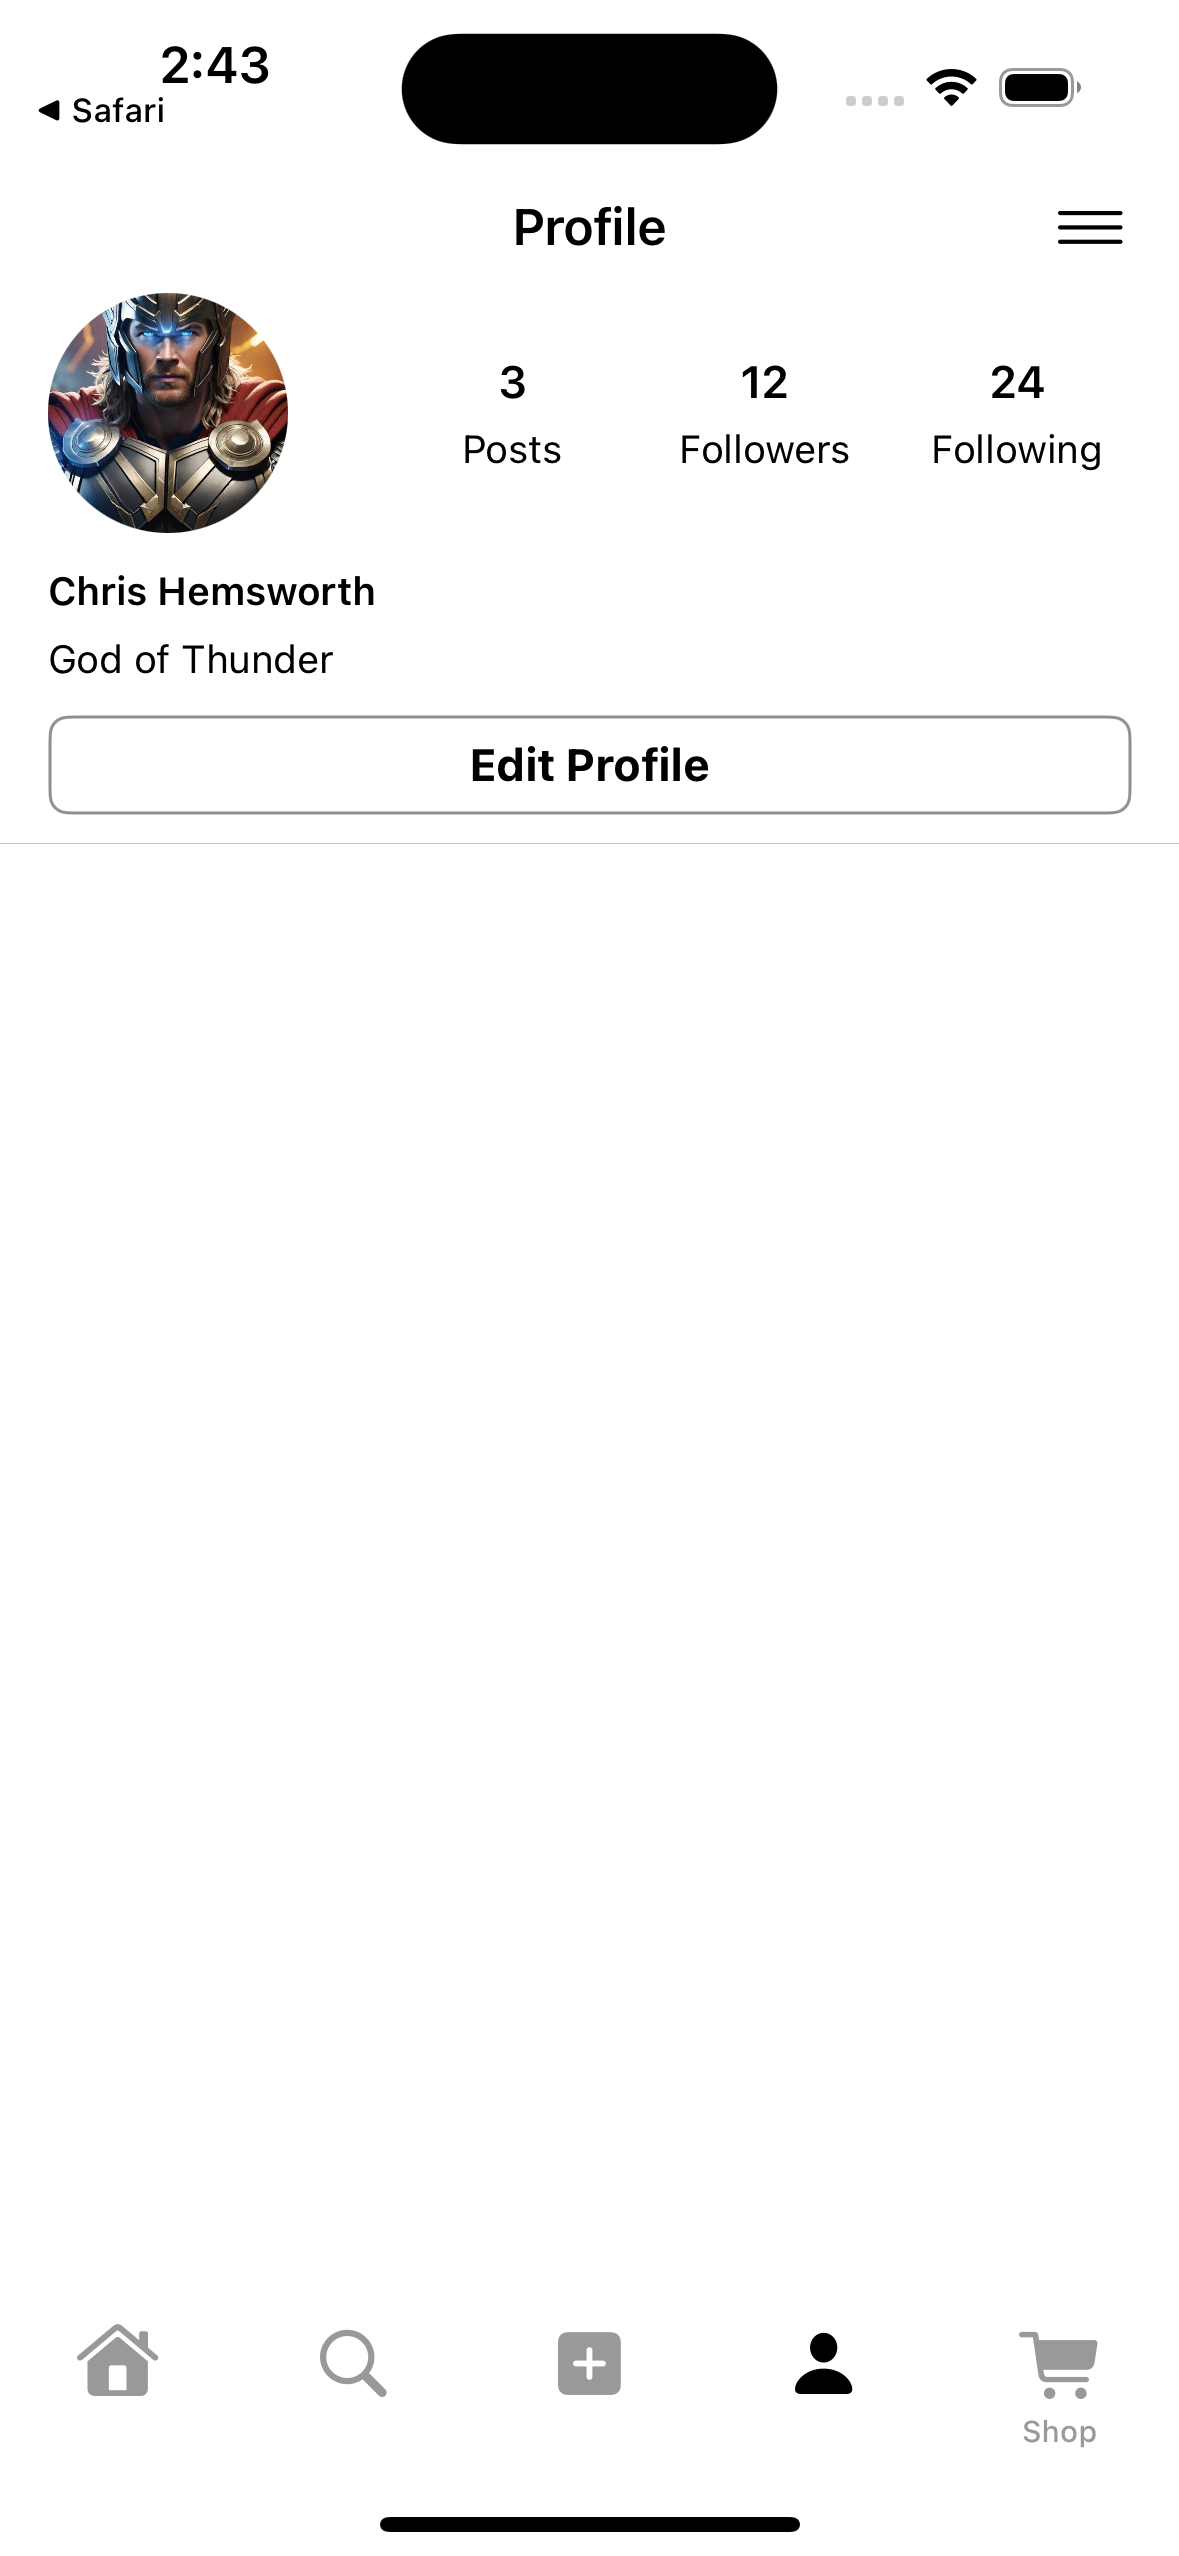 2:43
Safari
Profile
3 12 24
Posts Followers Following
Chris Hemsworth
God of Thunder
Edit Profile
Shop